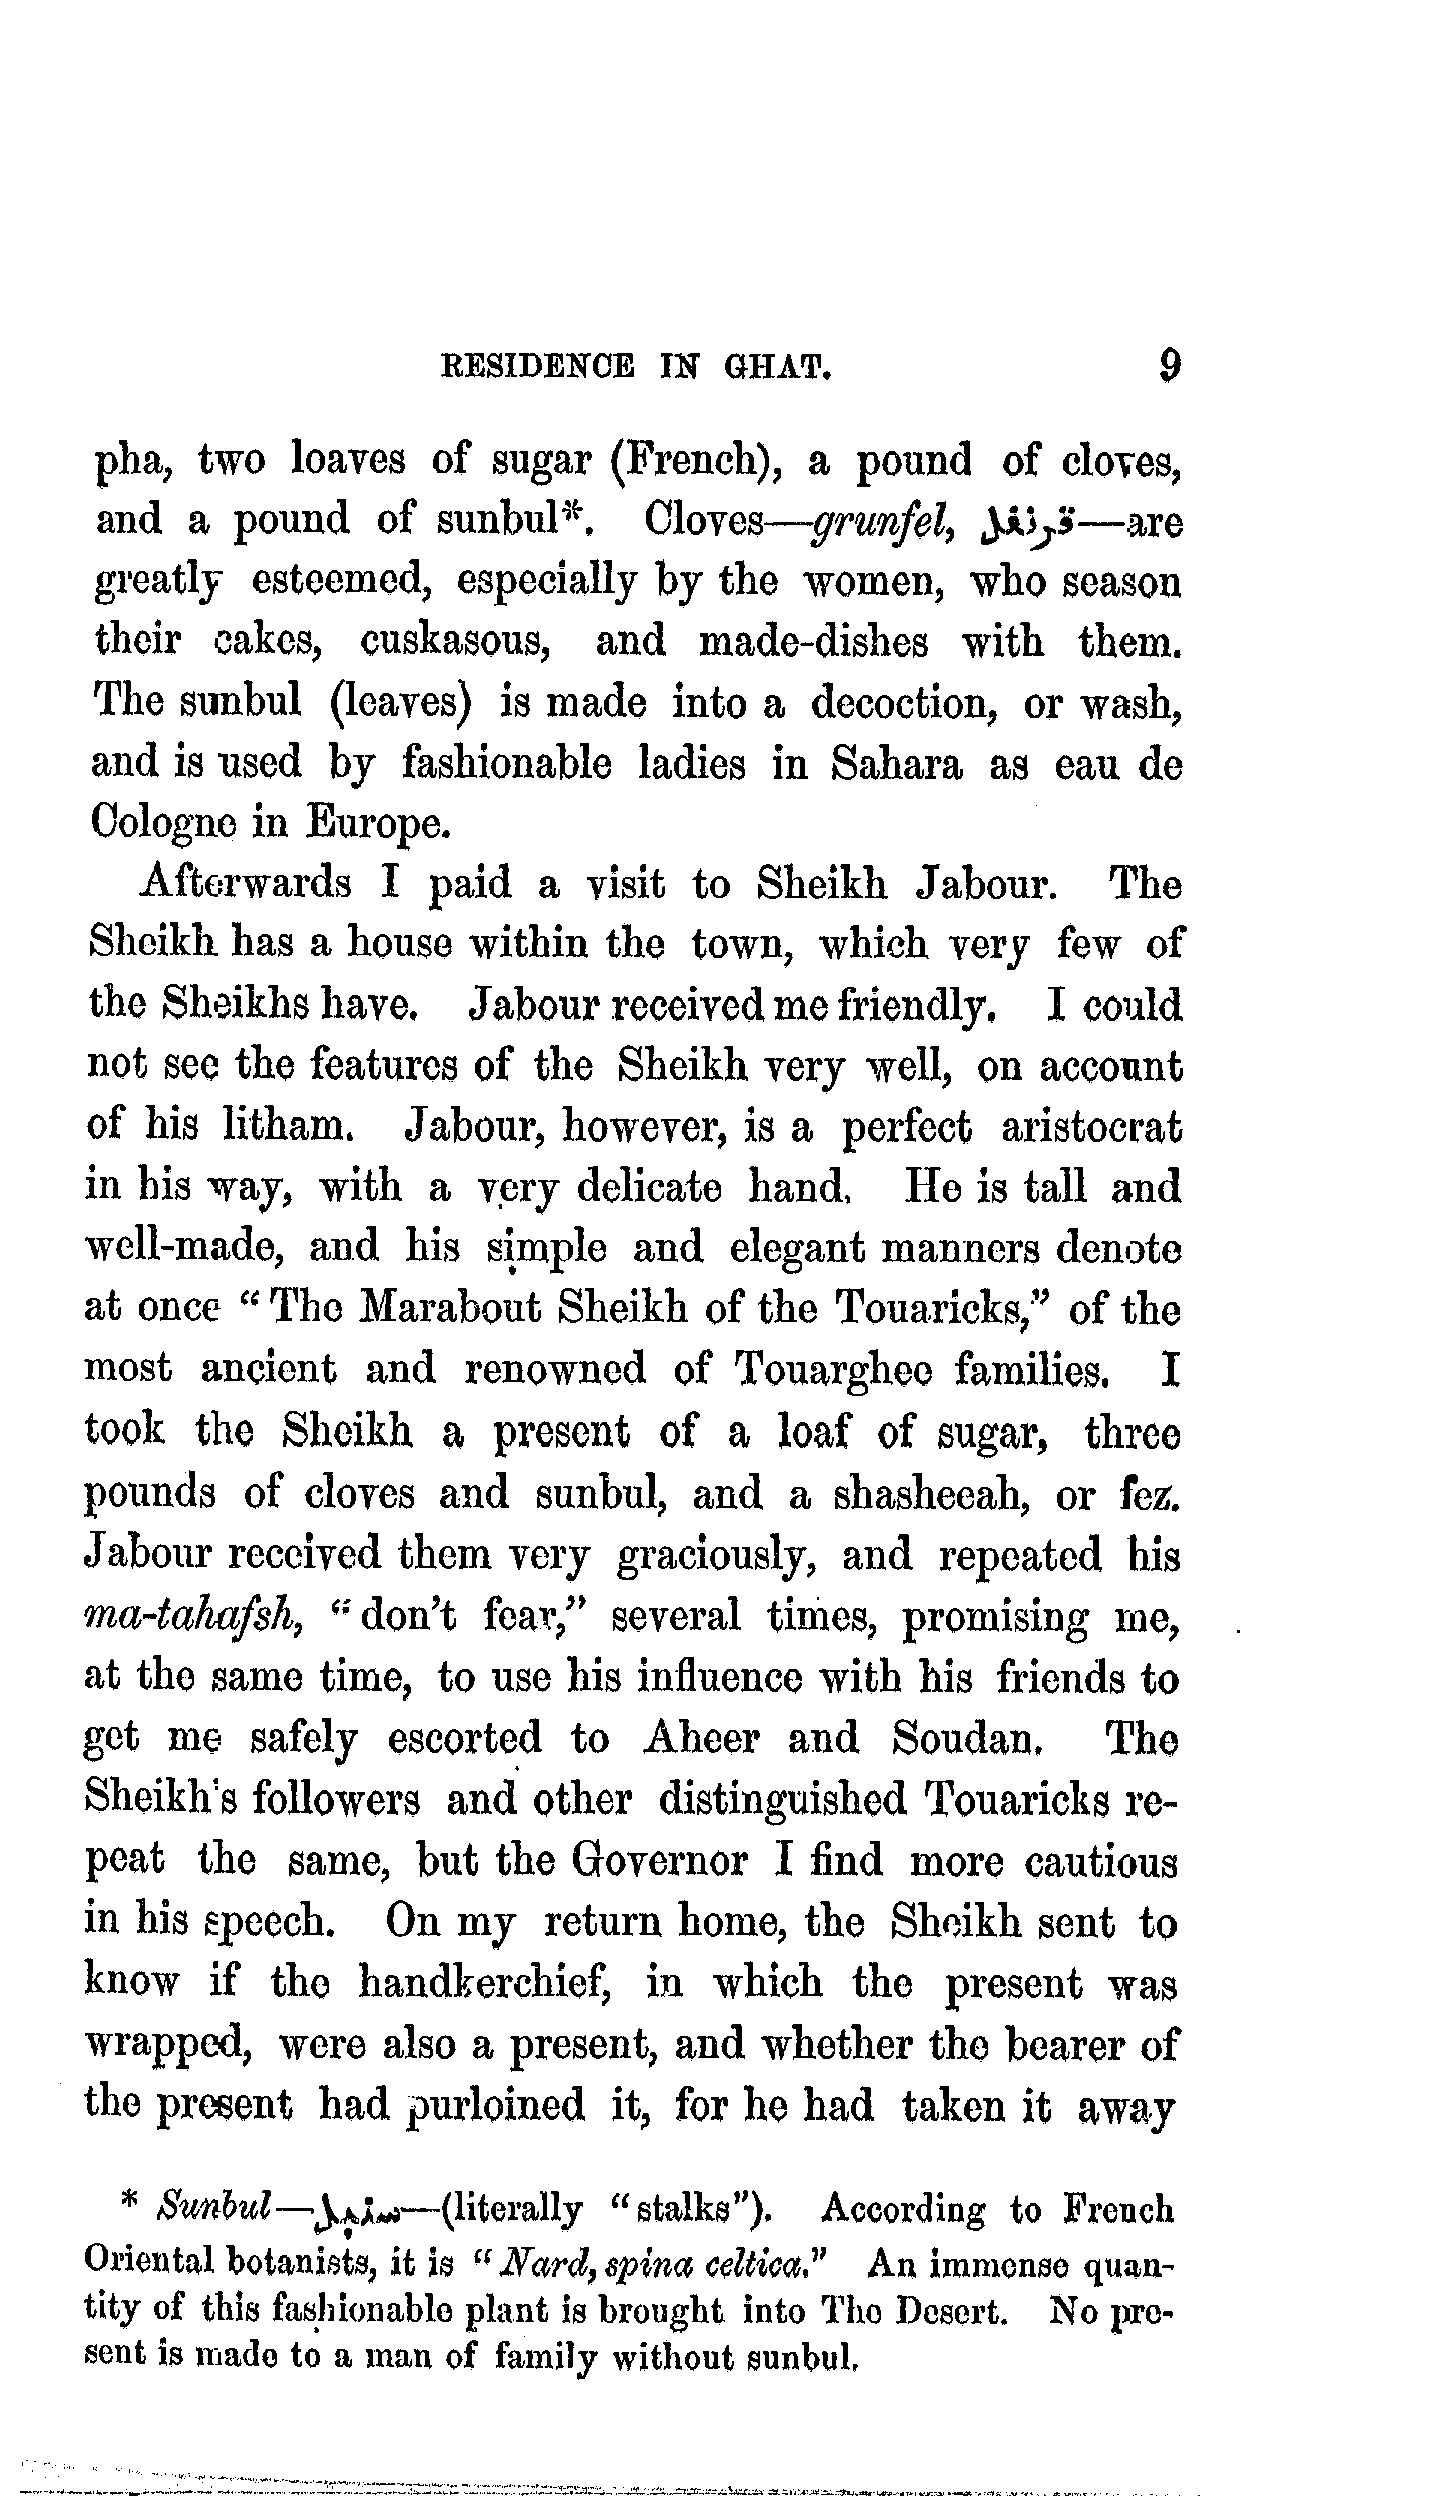 RESIDENCE IN GHAT. 9
pha, two loaves of sugar (French), a pound of cloves,
and a pound of sunbul*. Cloves—grunfel, قرنفل—are
greatly esteemed, especially by the women, who season
their cakes, cuskasous, and made-dishes with them.
The sunbul (leaves) is made into a decoction, or wash,
and is used by fashionable ladies in Sahara as eau de
Cologne in Europe.
Afterwards I paid a visit to Sheikh Jabour. The
Sheikh has a house within the town, which very few of
the Sheikhs have. Jabour received me friendly. I could
not see the features of the Sheikh very well, on account
of his litham. Jabour, however, is a perfect aristocrat
in his way, with a very delicate hand. He is tall and
well-made, and his simple and elegant manners denote
at once “The Marabout Sheikh of the Touaricks,” of the
most ancient and renowned of Touarghee families. I
took the Sheikh a present of a loaf of sugar, three
pounds of cloves and sunbul, and a shasheeah, or fez.
Jabour received them very graciously, and repeated his
ma-tahafsh, “don’t fear,” several times, promising me,
at the same time, to use his influence with his friends to
get me safely escorted to Aheer and Soudan. The
Sheikh’s followers and other distinguished Touaricks re-
peat the same, but the Governor I find more cautious
in his speech. On my return home, the Sheikh sent to
know if the handkerchief, in which the present was
wrapped, were also a present, and whether the bearer of
the present had purloined it, for he had taken it away
* Sunbul—سنبل—(literally “stalks”). According to French
Oriental botanists, it is “Nard, spina celtica.” An immense quan-
tity of this fashionable plant is brought into The Desert. No pre-
sent is made to a man of family without sunbul.